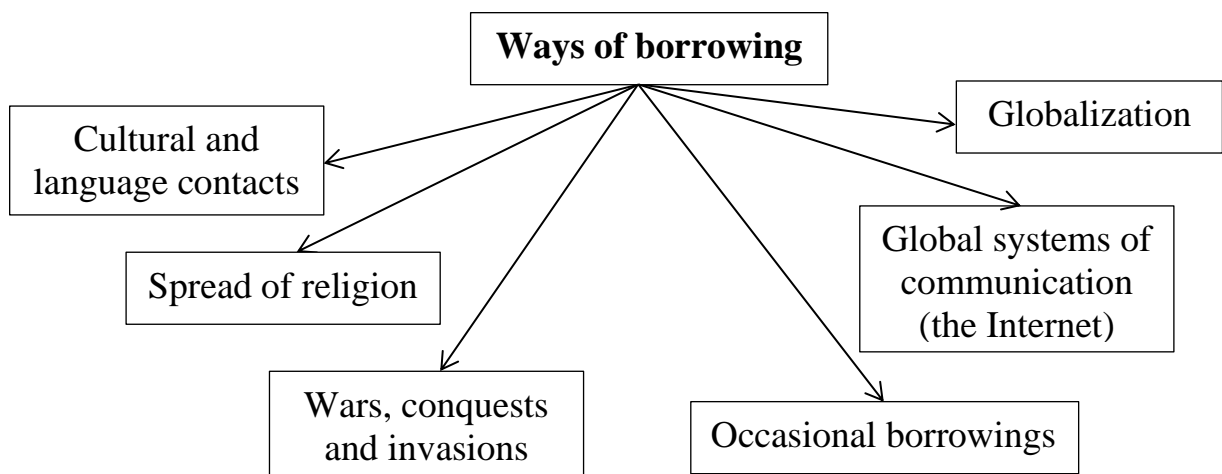 Ways of borrowing
Cultural and
language contacts
Spread of religion
Wars, conquests
and invasions
Occasional borrowings
Global systems of
communication
(the Internet)
Globalization